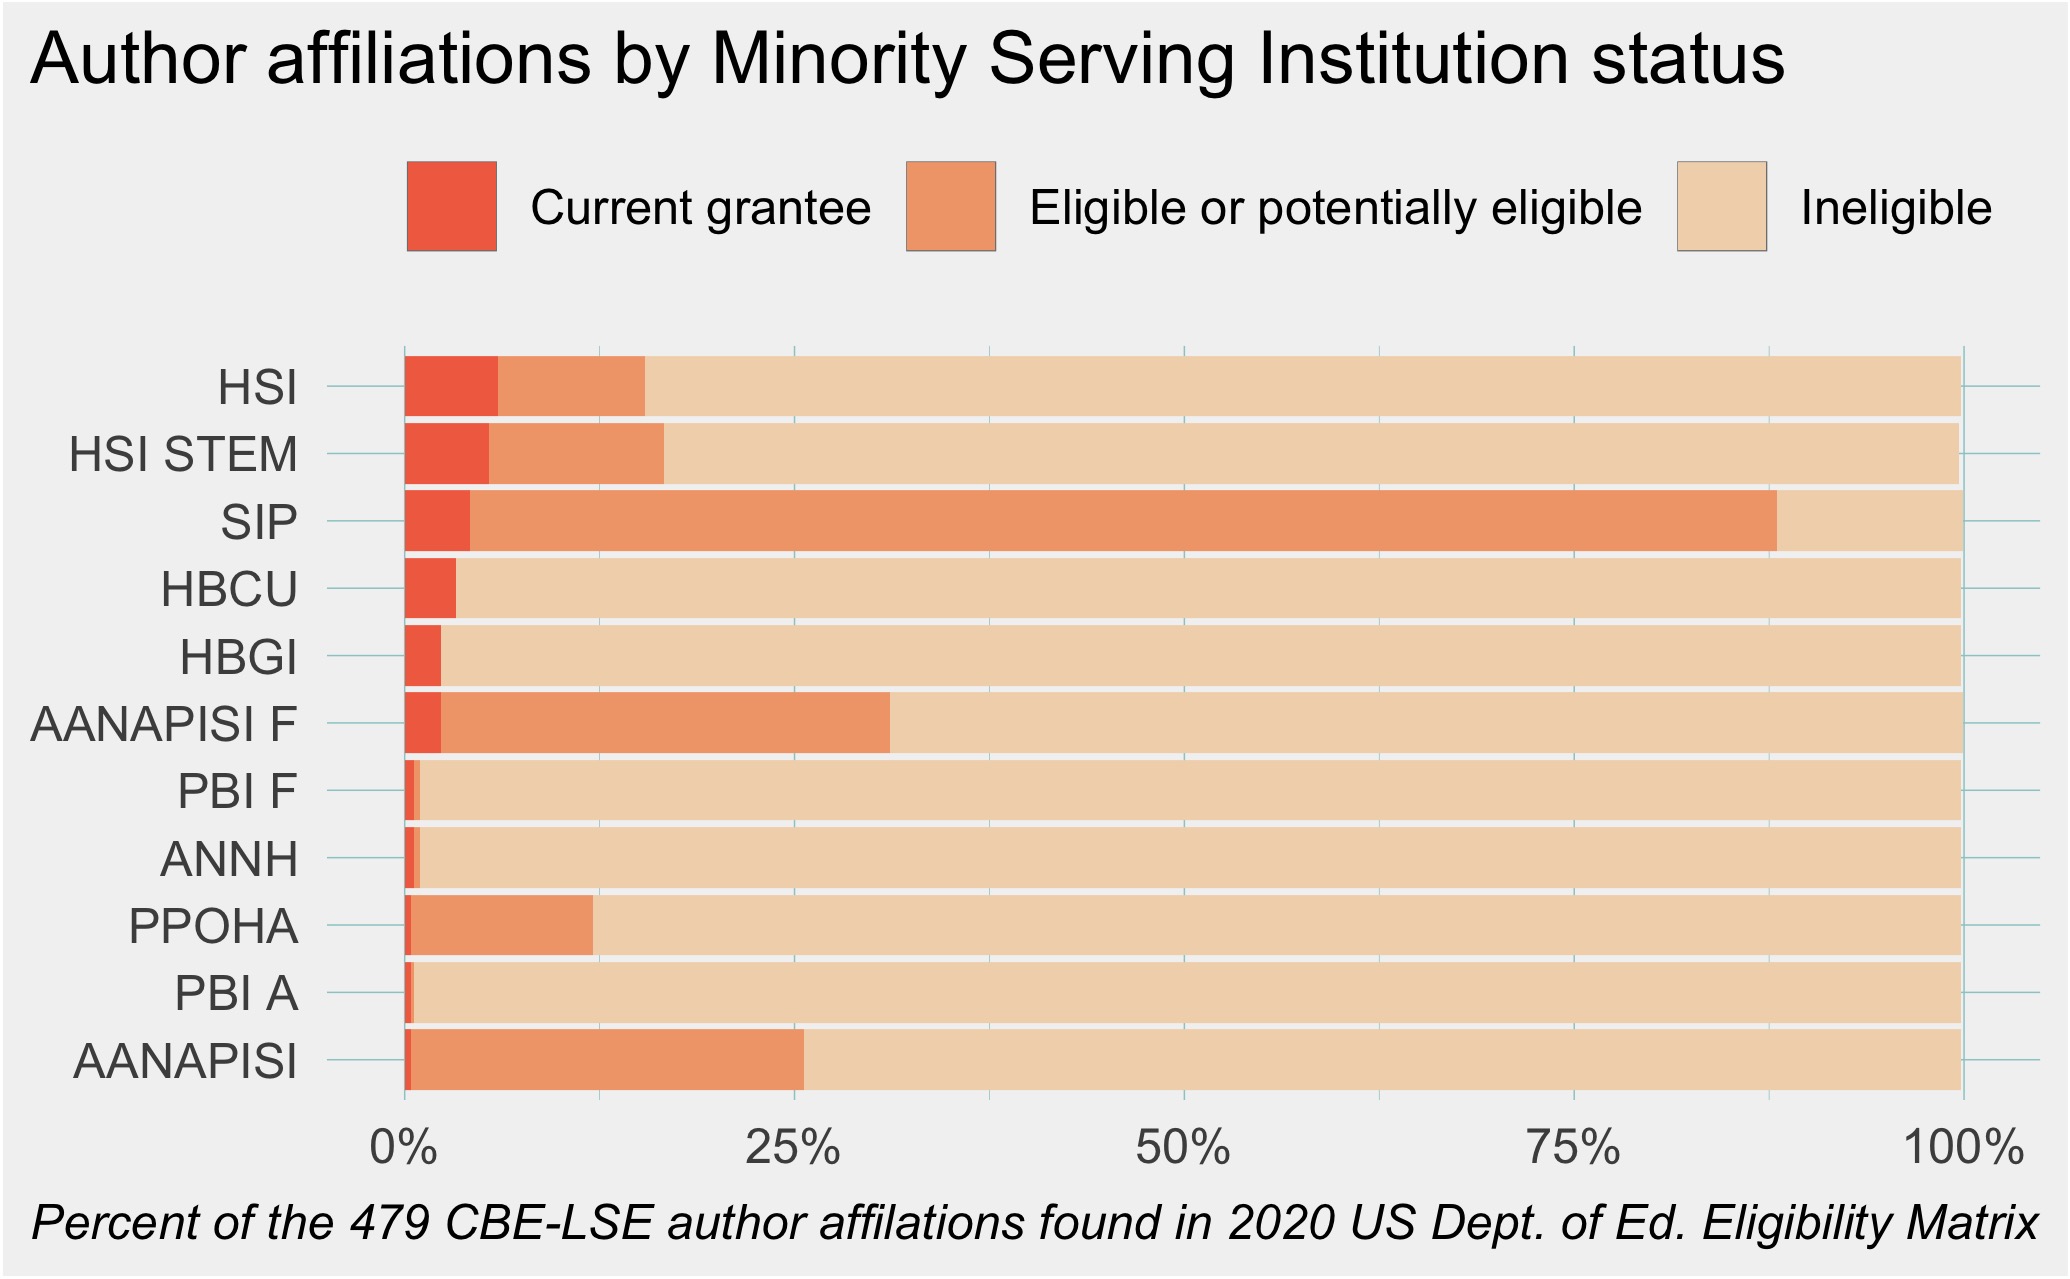 Author affiliations by Minority Serving Institution status
Current grantee Eligible or potentially eligible Ineligible
HSI
HSI STEM
SIP
HBCU
HBGI
AANAPISI F
PBI F
ANNH
PPOHA
PBI A
AANAPISI
0% 25% 50% 75% 100%
Percent of the 479 CBE-LSE author affilations found in 2020 US Dept. of Ed. Eligibility Matrix